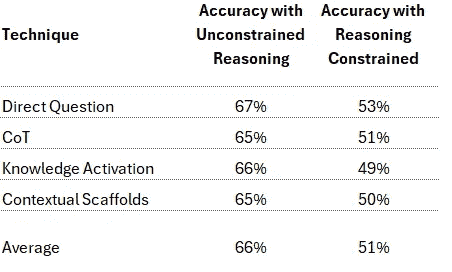 Technique Accuracy with Unconstrained Reasoning Accuracy with Reasoning Constrained
Direct Question 67% 53%
CoT 65% 51%
Knowledge Activation 66% 49%
Contextual Scaffolds 65% 50%
Average 66% 51%